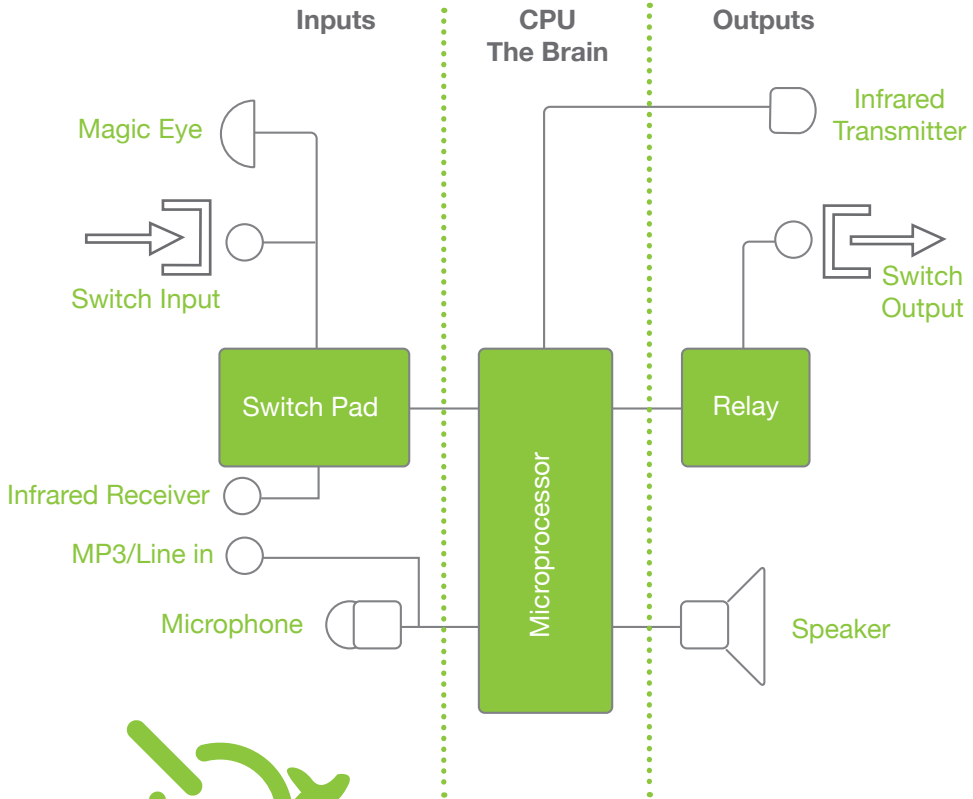 Inputs
CPU
The Brain
Outputs
Magic Eye
Infrared
Transmitter
Switch Input
Switch
Output
Switch Pad
Relay
Infrared Receiver
MP3/Line in
Microprocessor
Microphone
Speaker